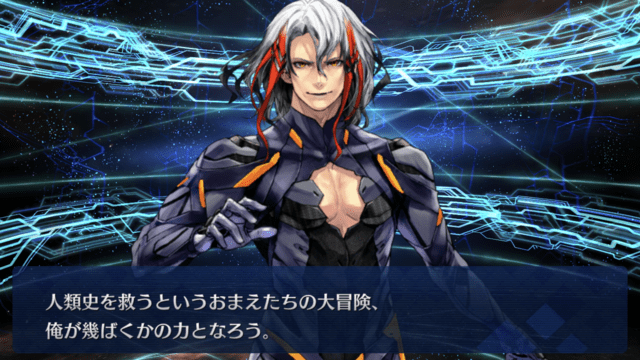 人類史を救うというおまえたちの大冒険、
俺が幾ばくかの力となろう。